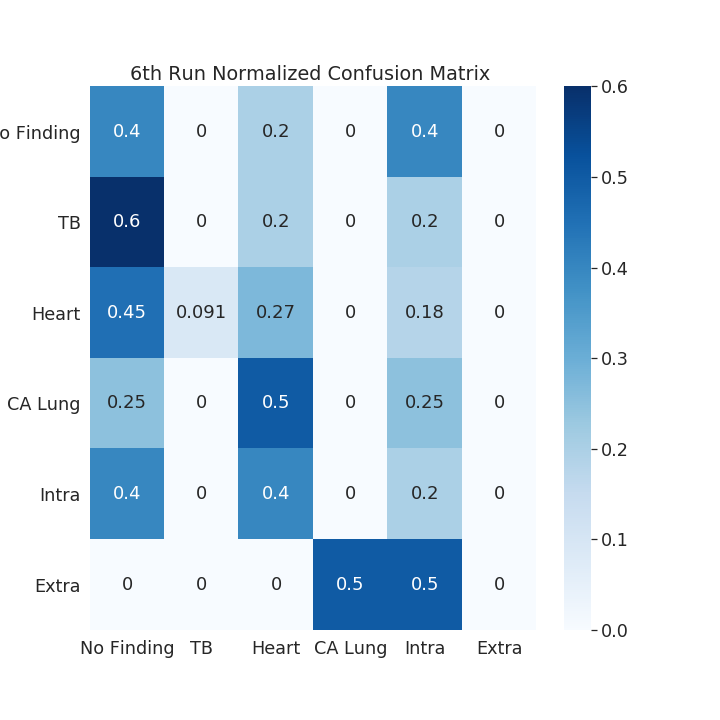 6th Run Normalized Confusion Matrix
o Finding 0.4 0 0.2 0 0.4 0
TB 0.6 0 0.2 0 0.2 0
Heart 0.45 0.091 0.27 0 0.18 0
CA Lung 0.25 0 0.5 0 0.25 0
Intra 0.4 0 0.4 0 0.2 0
Extra 0 0 0 0.5 0.5 0
No Finding TB Heart CA Lung Intra Extra
0.6
0.5
0.4
0.3
0.2
0.1
0.0